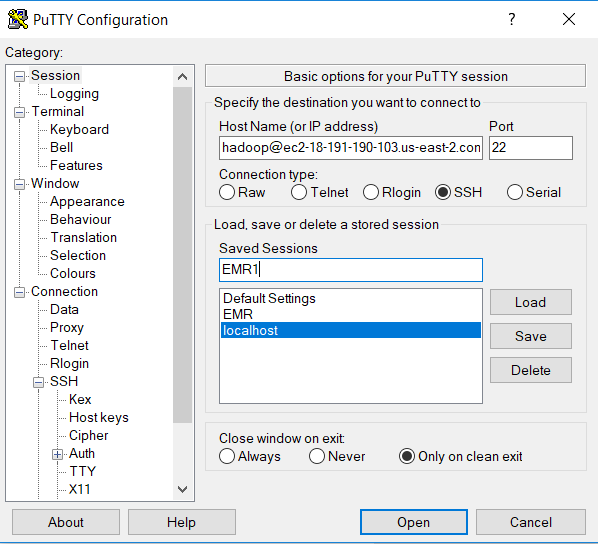 PuTTY Configuration
?
Category:
Session
Logging
Terminal
Keyboard
Bell
Features
Window
Appearance
Behaviour
Translation
Selection
Colours
Connection
Data
Proxy
Telnet
Rlogin
SSH
Kex
Host keys
Cipher
Auth
TTY
X11
Basic options for your PuTTY session
Specify the destination you want to connect to
Host Name (or IP address) Port
hadoop@ec2-18-191-190-103.us-east-2.con 22
Connection type:
Raw Telnet Rlogin SSH Serial
Load, save or delete a stored session
Saved Sessions
EMR1
Default Settings
EMR
localhost
Load
Save
Delete
Close window on exit:
Always Never Only on clean exit
About Help Open Cancel